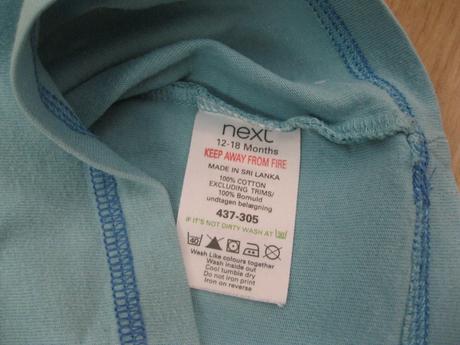 next
12-18 Months
KEEP AWAY FROM FIRE
MADE IN SRI LANKA
100% COTTON
EXCLUDING TRIMS/
100% Bomuld
undtagen belægning
437-305
IF IT'S NOT DIRTY WASH AT 30
40
Wash Like colours together
Wash inside out
Cool tumble dry
Do not iron print
Iron on reverse